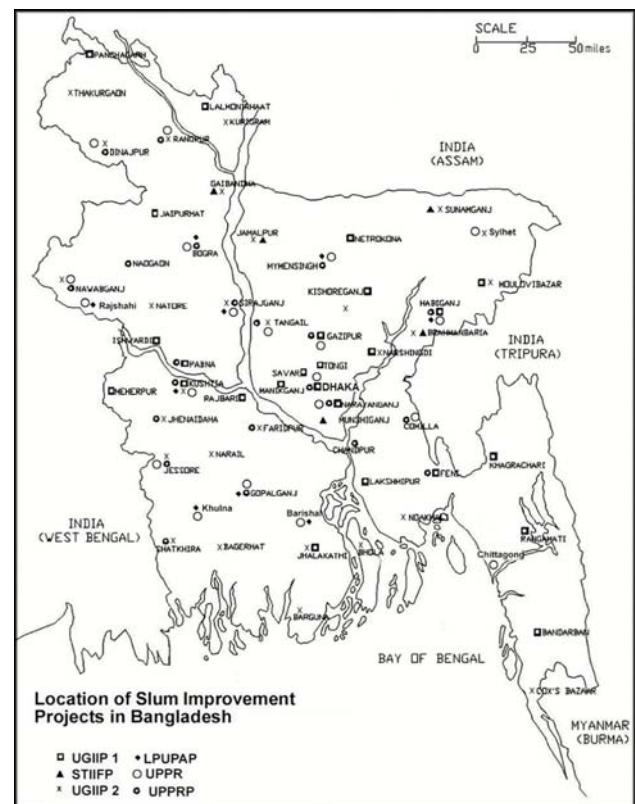 SCALE
0 25 50 miles
PANCHAGARH
THAKURGAON
LALMONIRHAAT
KURIGRAM
RANGPUR
DINAJPUR
INDIA
(ASSAM)
GAIBANDHA
SUNAMGANJ
JAIPURHAT
JAMALPUR
NETROKONA
Sylhet
BOGRA
NAOGAON
MYMENSINGH
NAWABGANJ
KISHOREGANJ
MOULOVIBAZAR
Rajshahi
NATORE
SIRAJGANJ
HABIGANJ
TANGAIL
BRAHMANBARIA
ISHWARDI
GAZIPUR
INDIA
(TRIPURA)
PABNA
NARSHINGDI
SAVAR
TONGI
MEHERPUR
KUSHTIA
MANIKGANJ
DHAKA
RAJBARI
NARAYANGANJ
JHENAIDAHA
FARIDPUR
MUNSHIGANJ
COMILLA
CHANDPUR
NARAIL
JESSORE
KHAGRACHARI
GOPALGANJ
LAKSHMIPUR
FENI
Khulna
Barishal
NOAKHALI
INDIA
(WEST BENGAL)
RANGAMATI
SHATKHIRA
BAGERHAT
JHALAKATHI
BHOLA
Chittagong
BARGUNA
BANDARBAN
BAY OF BENGAL
COX'S BAZAAR
Location of Slum Improvement
Projects in Bangladesh
MYANMAR
(BURMA)
UGIIP 1 LPUPAP
STIIFP UPPR
UGIIP 2 UPPRP